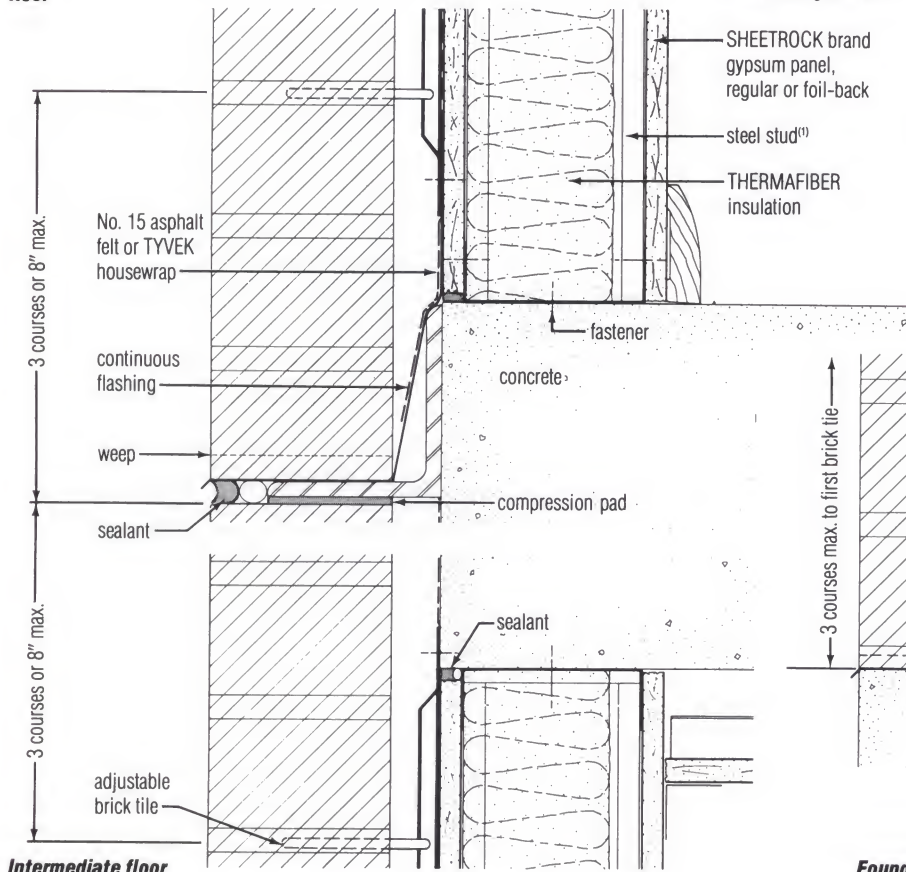 SHEETROCK brand
gypsum panel,
regular or foil-back
steel stud(1)
THERMAFIBER
insulation
No. 15 asphalt
felt or TYVEK
housewrap
3 courses or 8" max.
fastener
continuous
flashing
concrete
weep
3 courses max. to first brick tie
compression pad
sealant
sealant
3 courses or 8" max.
adjustable
brick tile
Intermediate floor